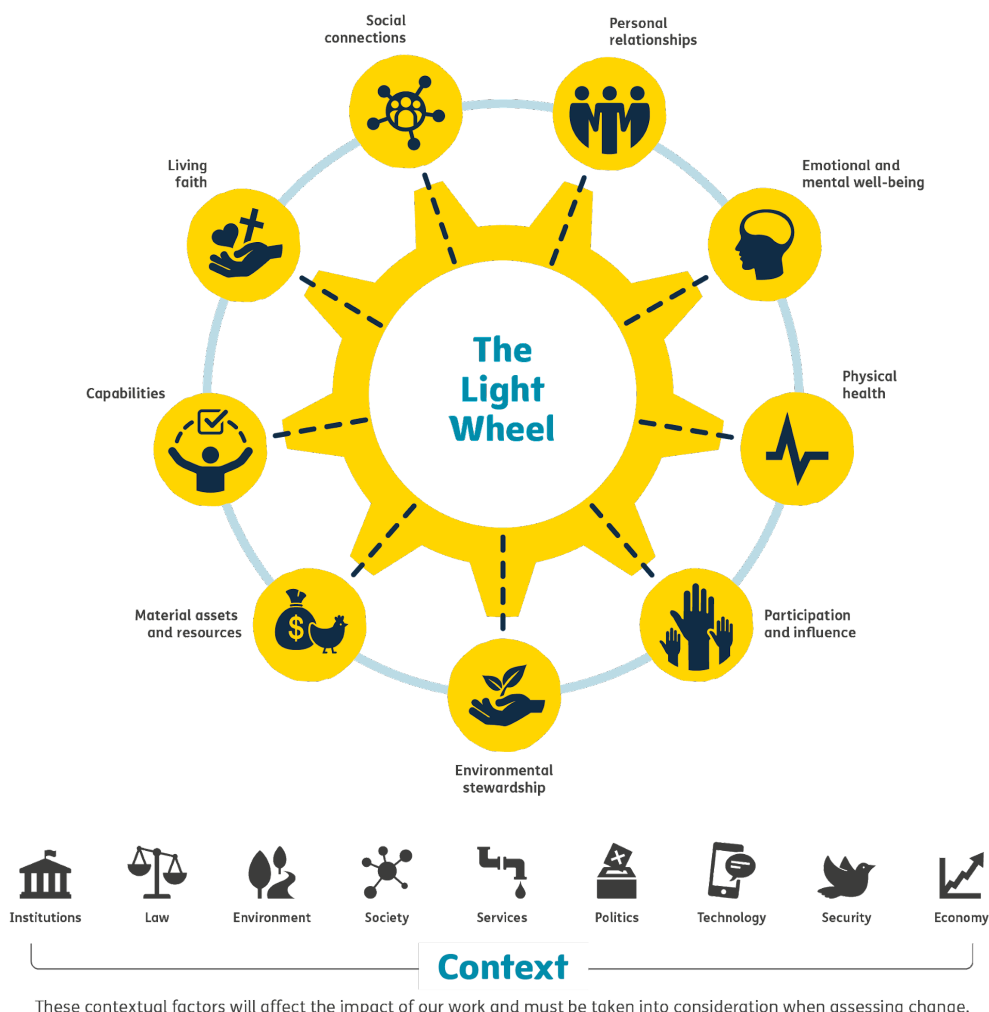 Social
connections
Personal
relationships
Living
faith
Emotional and
mental well-being
Capabilities
Physical
health
The
Light
Wheel
$
Material assets
and resources
Participation
and influence
Environmental
stewardship
Institutions
Law
Environment
Society
Services
Politics
Technology
Security
Economy
Context
These contextual factors will affect the impact of our work and must be taken into consideration when assessing change.